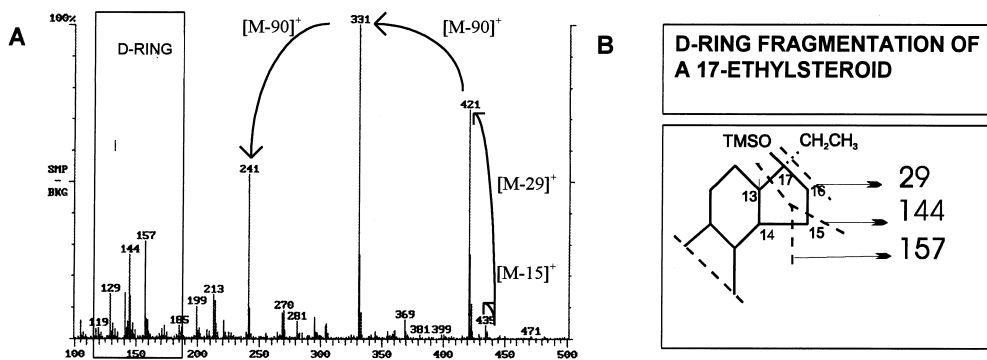 A
100%
SMP
BKG
D-RING
[M-90]⁺
331
[M-90]⁺
421
241
[M-29]⁺
[M-15]⁺
157
144
129
119
185
199
213
270
281
369
381
399
435
471
100
150
200
250
300
350
400
450
500
B
D-RING FRAGMENTATION OF
A 17-ETHYLSTEROID
TMSO
CH₂CH₃
17
16
29
13
144
14
15
157